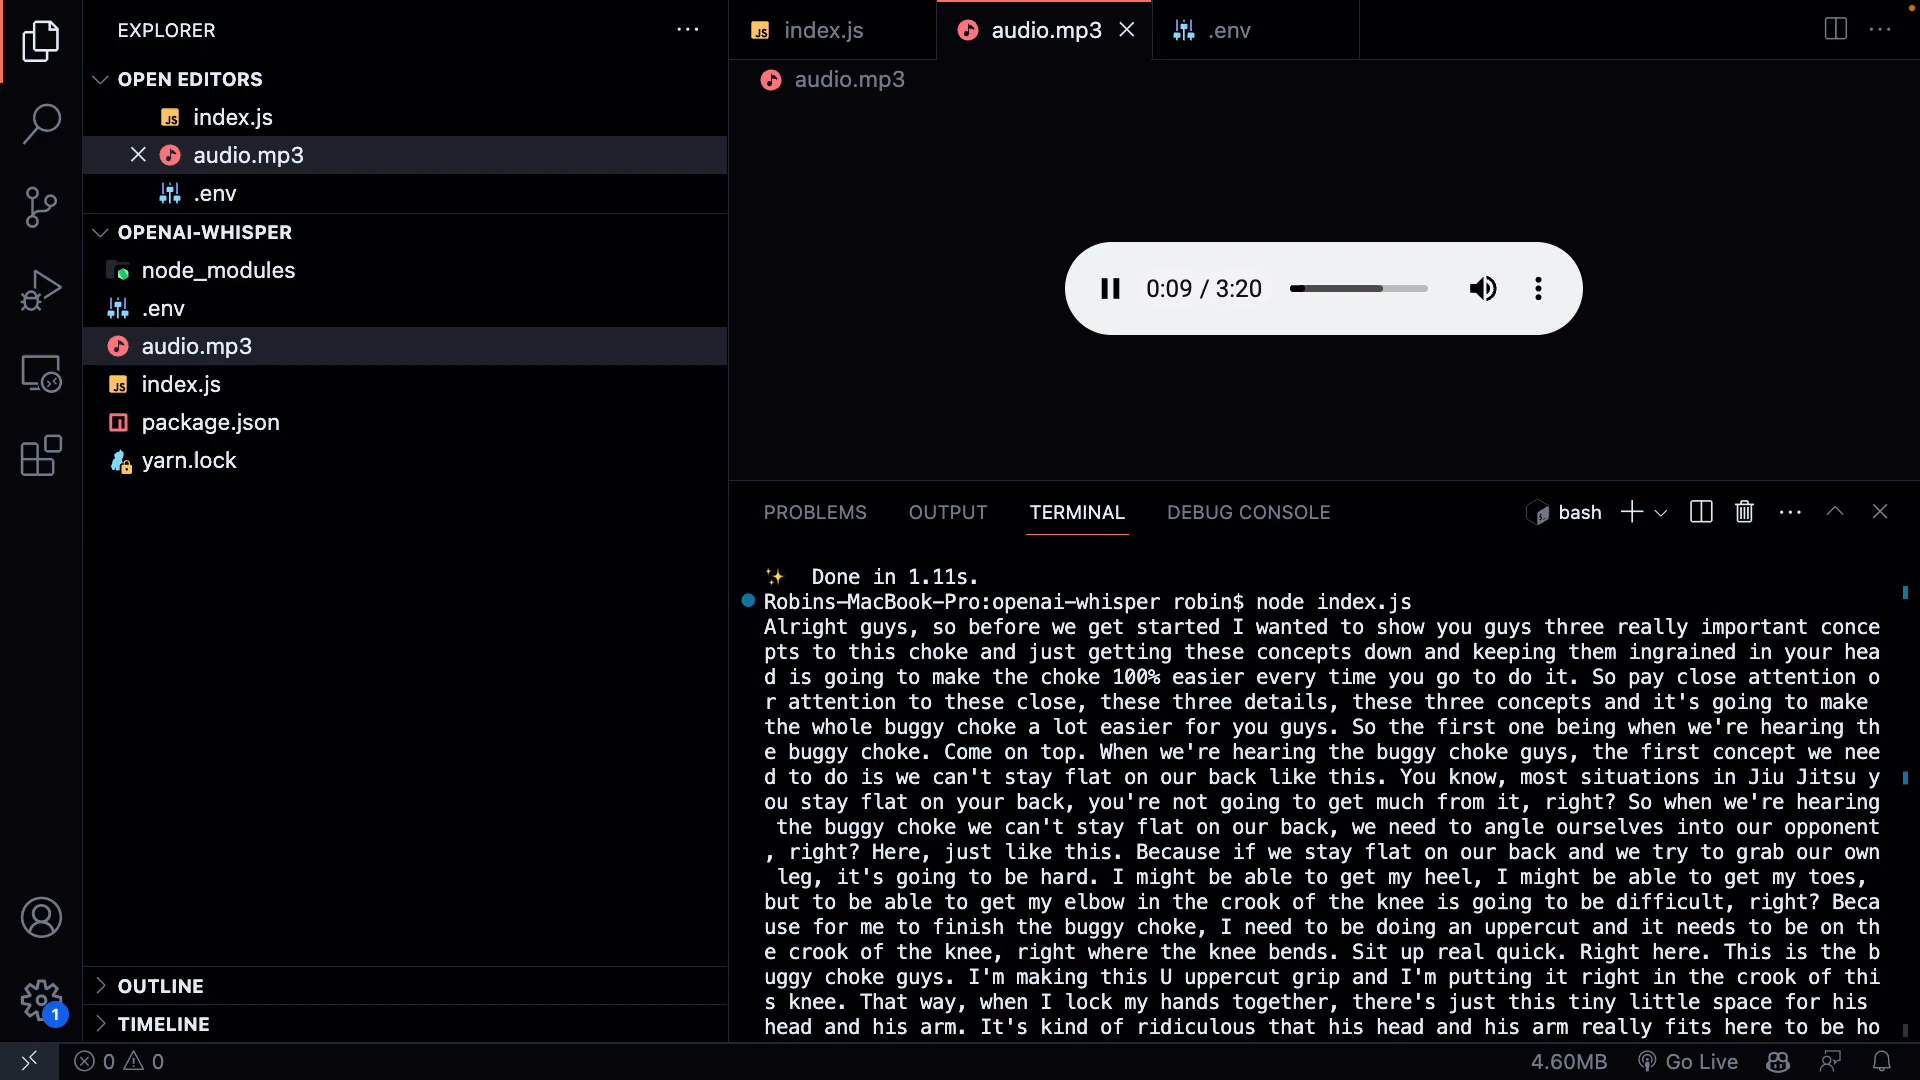 EXPLORER
OPEN EDITORS
JS index.js
audio.mp3
.env
OPENAI-WHISPER
node_modules
.env
audio.mp3
JS index.js
package.json
yarn.lock
OUTLINE
TIMELINE
1
JS index.js
audio.mp3
.env
audio.mp3
0:09 / 3:20
PROBLEMS OUTPUT TERMINAL DEBUG CONSOLE
bash
✨ Done in 1.11s.
Robins-MacBook-Pro:openai-whisper robin$ node index.js
Alright guys, so before we get started I wanted to show you guys three really important conce
pts to this choke and just getting these concepts down and keeping them ingrained in your hea
d is going to make the choke 100% easier every time you go to do it. So pay close attention o
r attention to these close, these three details, these three concepts and it's going to make
the whole buggy choke a lot easier for you guys. So the first one being when we're hearing th
e buggy choke. Come on top. When we're hearing the buggy choke guys, the first concept we nee
d to do is we can't stay flat on our back like this. You know, most situations in Jiu Jitsu y
ou stay flat on your back, you're not going to get much from it, right? So when we're hearing
the buggy choke we can't stay flat on our back, we need to angle ourselves into our opponent
, right? Here, just like this. Because if we stay flat on our back and we try to grab our own
leg, it's going to be hard. I might be able to get my heel, I might be able to get my toes,
but to be able to get my elbow in the crook of the knee is going to be difficult, right? Beca
use for me to finish the buggy choke, I need to be doing an uppercut and it needs to be on th
e crook of the knee, right where the knee bends. Sit up real quick. Right here. This is the b
uggy choke guys. I'm making this U uppercut grip and I'm putting it right in the crook of thi
s knee. That way, when I lock my hands together, there's just this tiny little space for his
head and his arm. It's kind of ridiculous that his head and his arm really fits here to be ho
0 0
4.60MB
Go Live